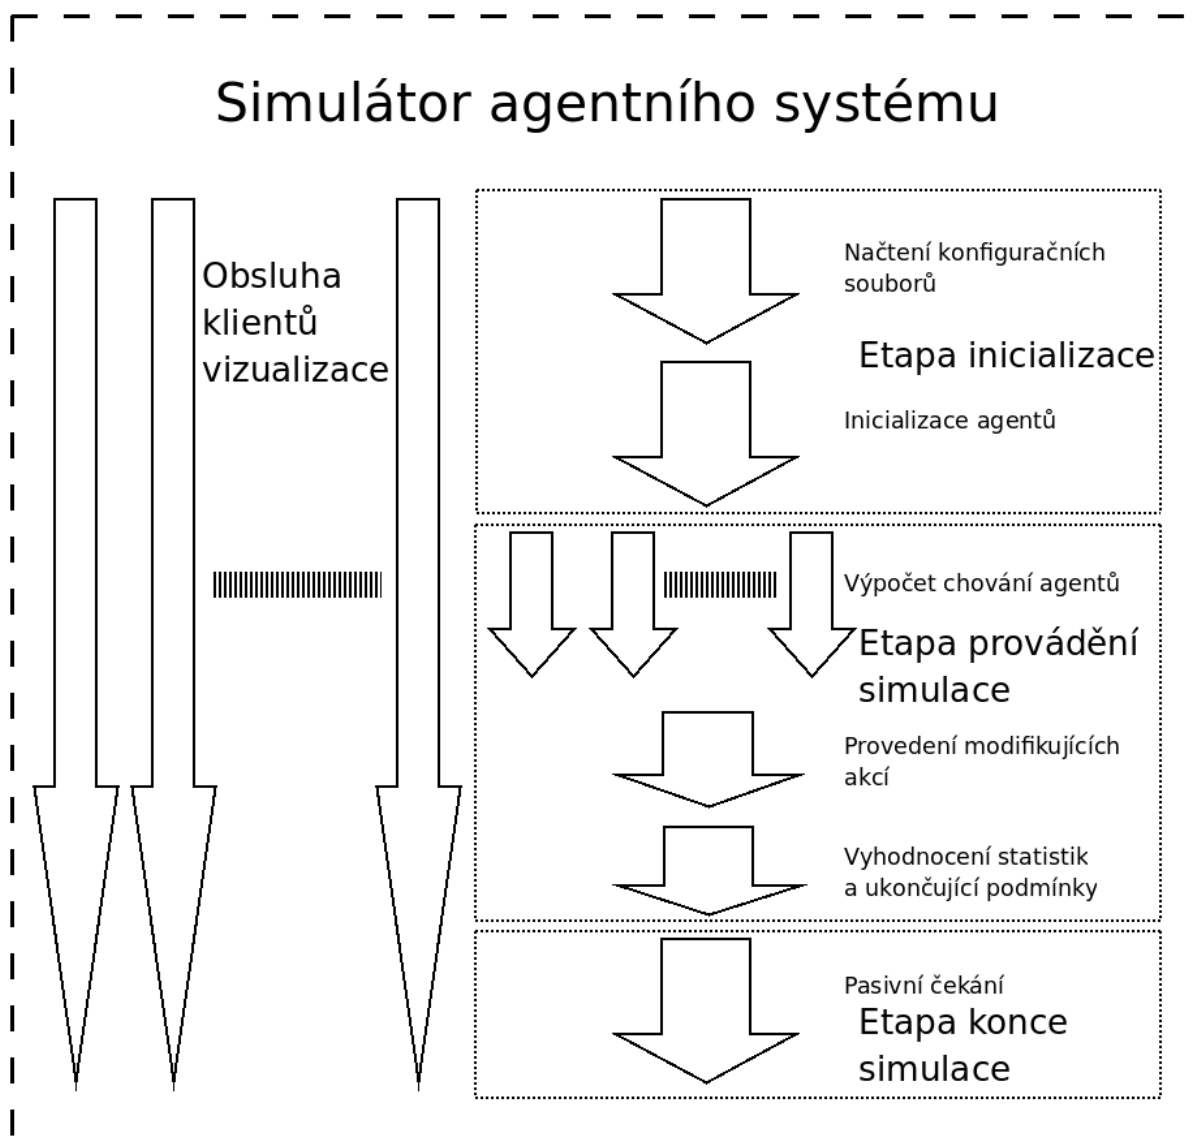 Simulátor agentního systému
Obsluha
klientů
vizualizace
Načtení konfiguračních
souborů
Etapa inicializace
Inicializace agentů
Výpočet chování agentů
Etapa provádění
simulace
Provedení modifikujících
akcí
Vyhodnocení statistik
a ukončující podmínky
Pasivní čekání
Etapa konce
simulace